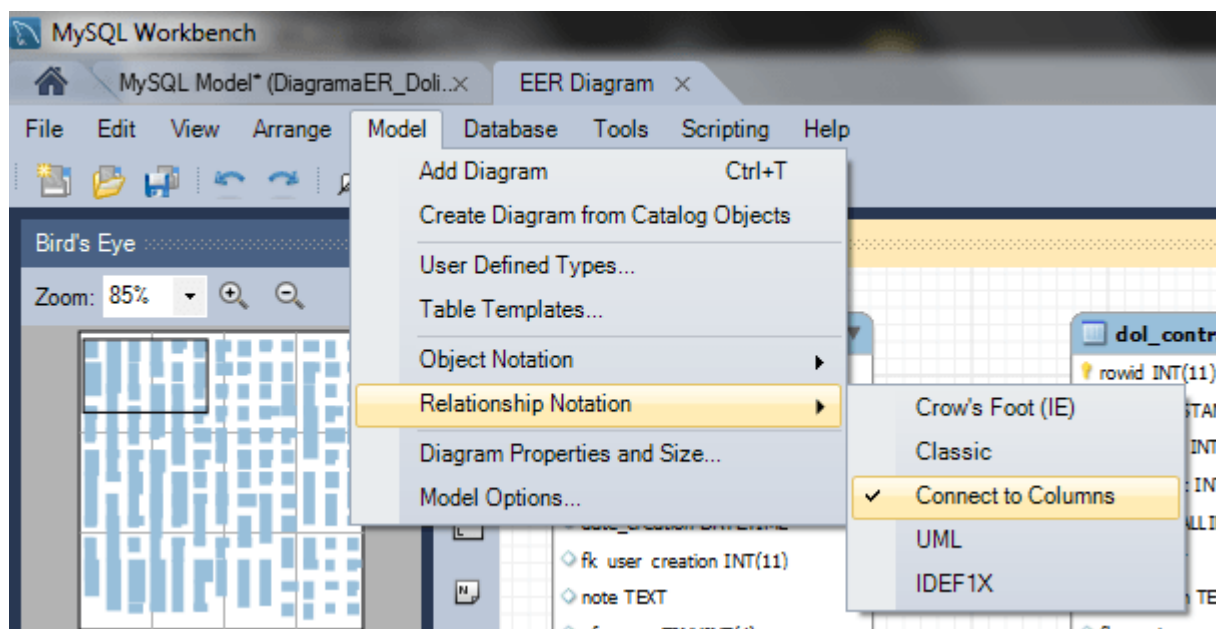 MySQL Workbench
MySQL Model* (DiagramaER_Doli..× EER Diagram ×
File Edit View Arrange Model Database Tools Scripting Help
Add Diagram Ctrl+T
Create Diagram from Catalog Objects
Bird's Eye
User Defined Types...
Zoom: 85%
Table Templates...
Object Notation
Relationship Notation
Diagram Properties and Size...
Model Options...
dol_contr
rowid INT(11)
Crow's Foot (IE)
Classic
INT
Connect to Columns
UML
IDEF1X
fk_user_creation INT(11)
note TEXT